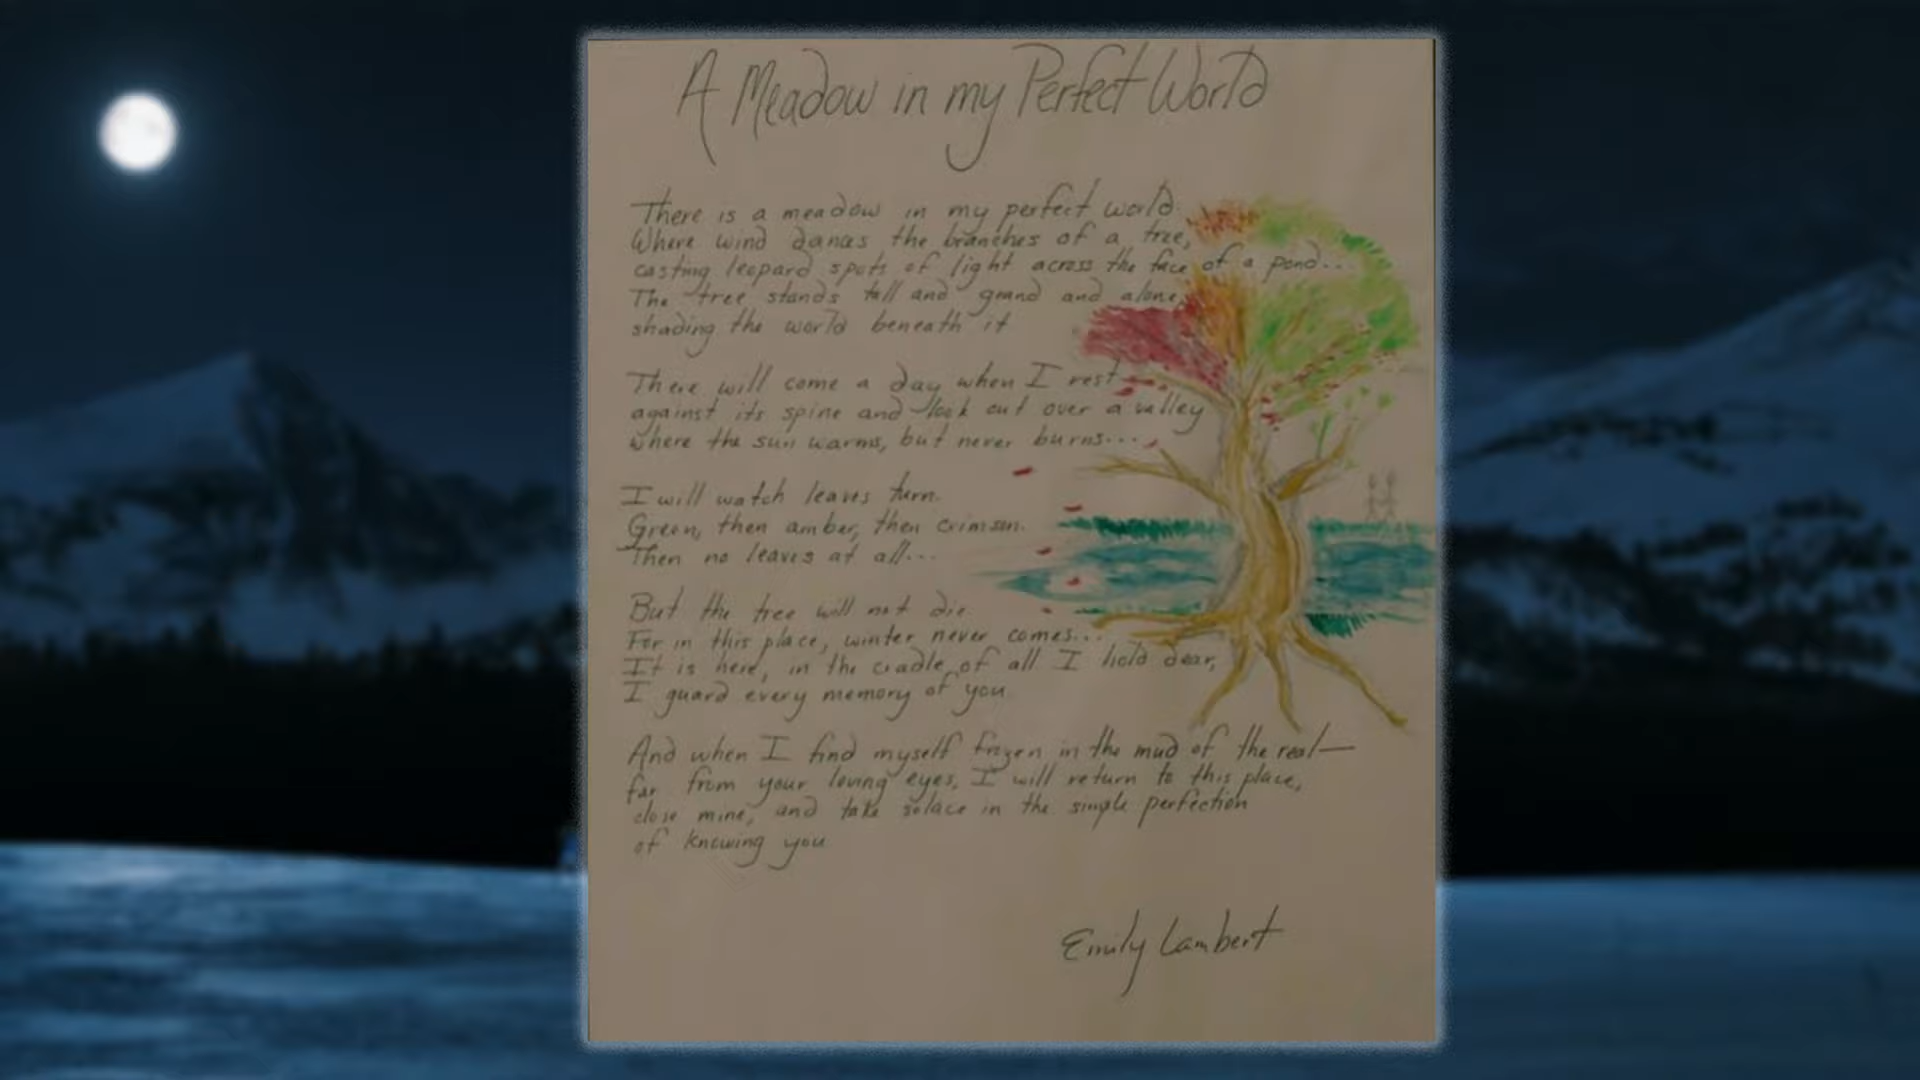 A Meadow in my Perfect World
There is a meadow in my perfect world
Where wind dances the branches of a tree,
casting leopard spots of light across the face of a pond...
The tree stands tall and grand and alone,
shading the world beneath it
There will come a day when I rest
against its spine and look out over a valley
where the sun warms, but never burns...
I will watch leaves turn.
Green, then amber, then crimson.
Then no leaves at all...
But the tree will not die
For in this place, winter never comes...
It is here, in the cradle of all I hold dear,
I guard every memory of you
And when I find myself frozen in the mud of the real—
far from your loving eyes, I will return to this place,
close mine, and take solace in the single perfection
of knowing you
Emily Lambert